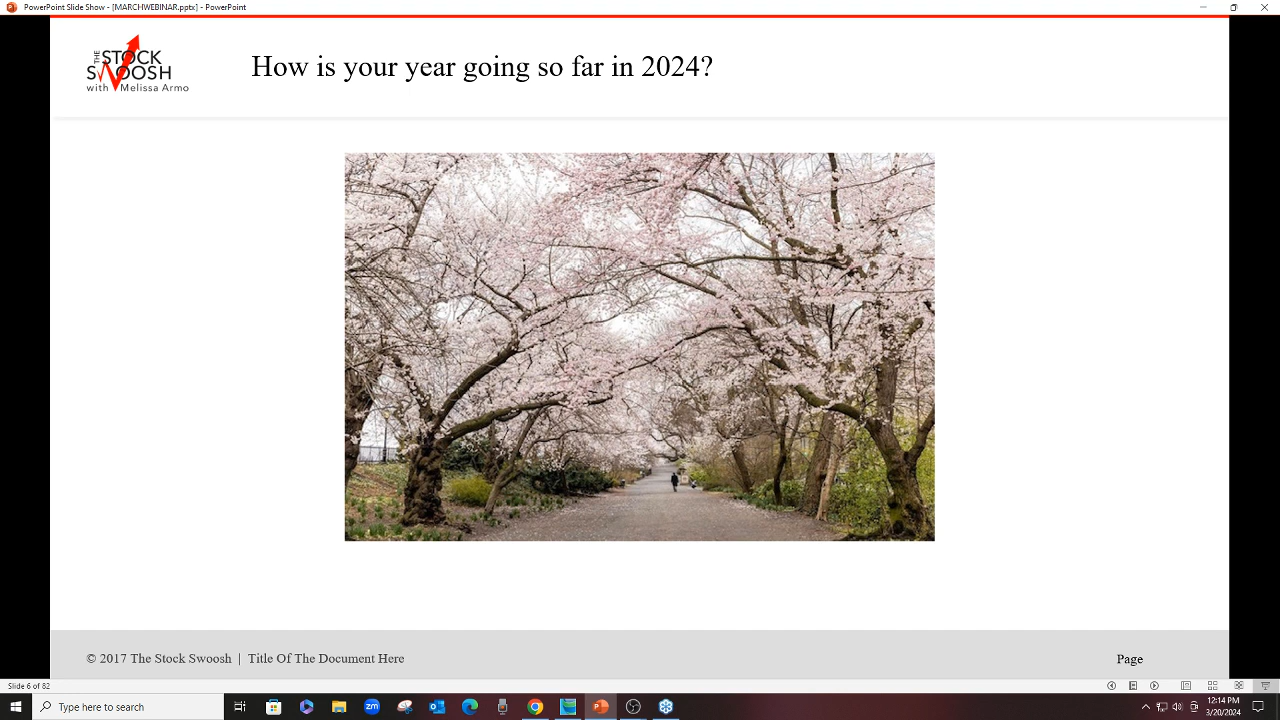 PowerPoint Slide Show - [MARCHWEBINAR.pptx] - PowerPoint
THE STOCK
SWOOSH
with Melissa Armo
How is your year going so far in 2024?
© 2017 The Stock Swoosh | Title Of The Document Here
Page
Slide 6 of 82
Type here to search
zm
12:14 PM
3/20/2024